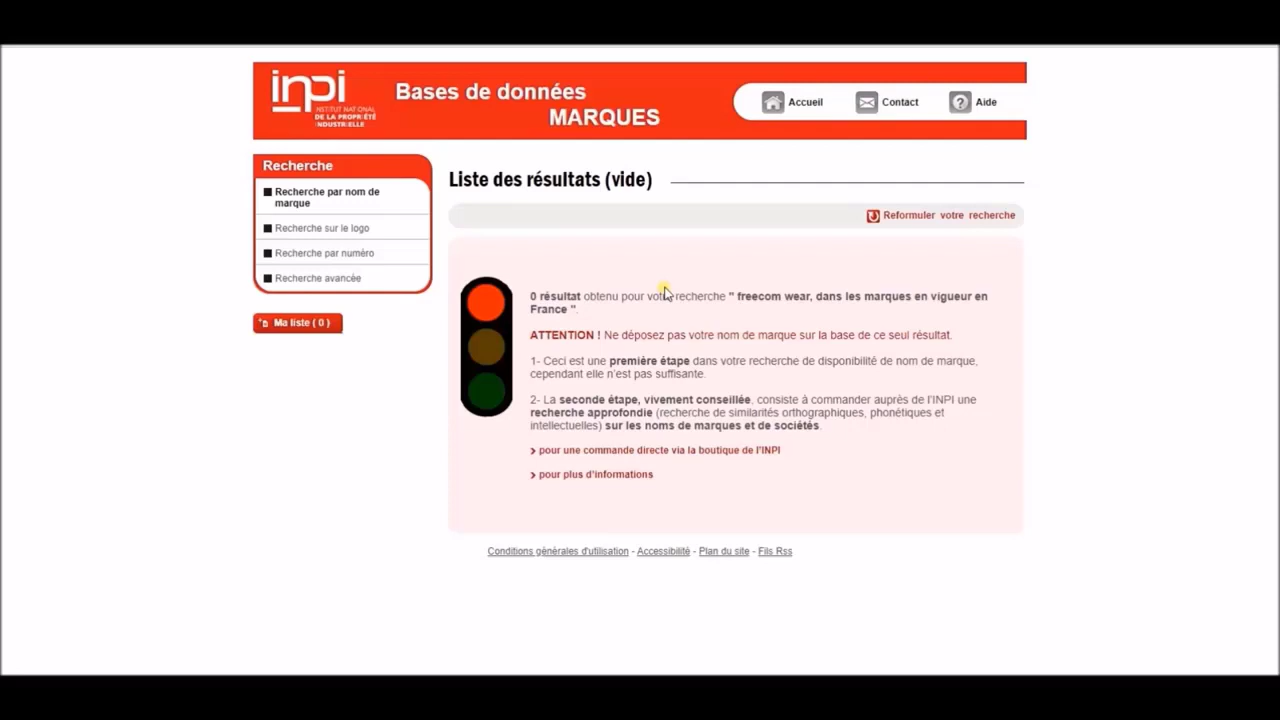 inpi
INSTITUT NATIONAL
DE LA PROPRIÉTÉ
INDUSTRIELLE
Bases de données
MARQUES
Accueil
Contact
Aide
Recherche
Recherche par nom de
marque
Recherche sur le logo
Recherche par numéro
Recherche avancée
Ma liste ( 0 )
Liste des résultats (vide)
Reformuler votre recherche
0 résultat obtenu pour votre recherche " freecom wear, dans les marques en vigueur en
France ".
ATTENTION ! Ne déposez pas votre nom de marque sur la base de ce seul résultat.
1- Ceci est une première étape dans votre recherche de disponibilité de nom de marque,
cependant elle n'est pas suffisante.
2- La seconde étape, vivement conseillée, consiste à commander auprès de l'INPI une
recherche approfondie (recherche de similarités orthographiques, phonétiques et
intellectuelles) sur les noms de marques et de sociétés.
pour une commande directe via la boutique de l'INPI
pour plus d'informations
Conditions générales d'utilisation - Accessibilité - Plan du site - Fils Rss